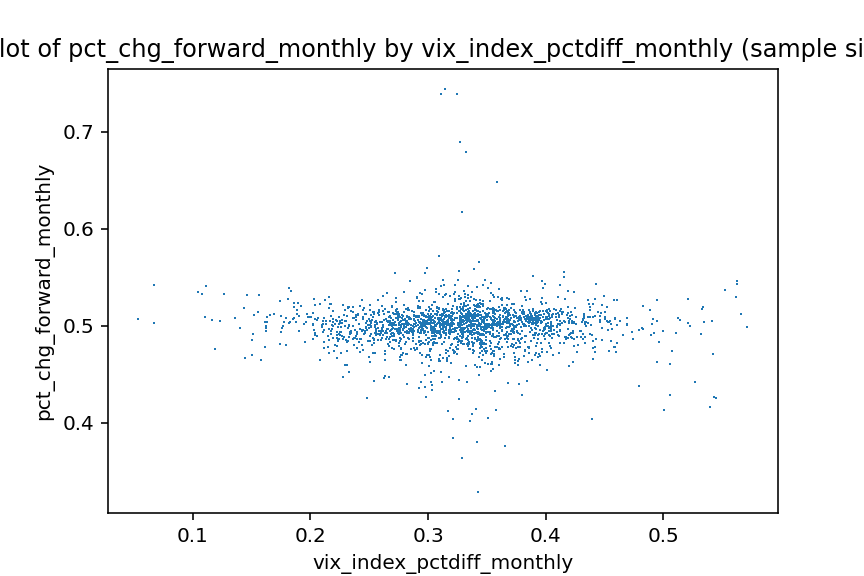 lot of pct_chg_forward_monthly by vix_index_pctdiff_monthly (sample si
0.7
0.6
0.5
0.4
pct_chg_forward_monthly
0.1 0.2 0.3 0.4 0.5
vix_index_pctdiff_monthly